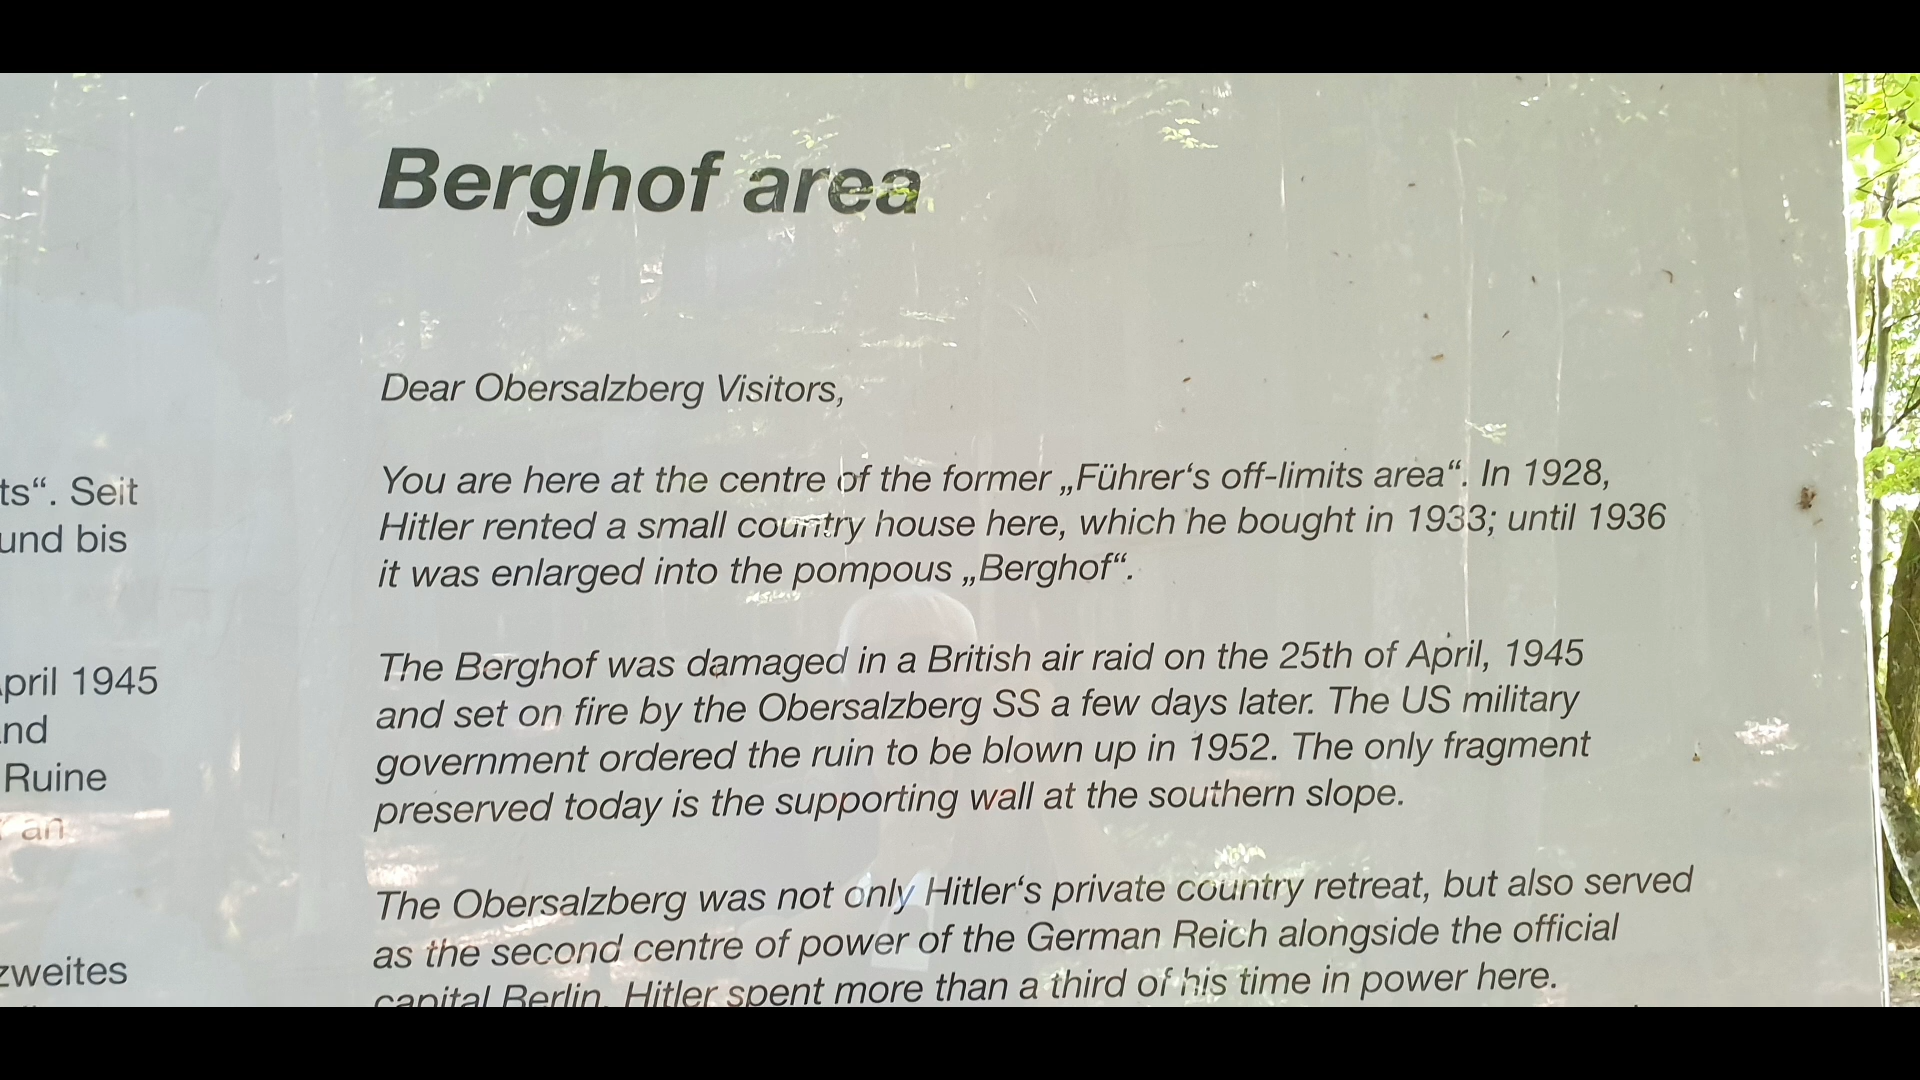 Berghof area
Dear Obersalzberg Visitors,
You are here at the centre of the former „Führer‘s off-limits area“. In 1928,
Hitler rented a small country house here, which he bought in 1933; until 1936
it was enlarged into the pompous „Berghof“.
The Berghof was damaged in a British air raid on the 25th of April, 1945
and set on fire by the Obersalzberg SS a few days later. The US military
government ordered the ruin to be blown up in 1952. The only fragment
preserved today is the supporting wall at the southern slope.
The Obersalzberg was not only Hitler‘s private country retreat, but also served
as the second centre of power of the German Reich alongside the official
capital Berlin. Hitler spent more than a third of his time in power here.
ts“. Seit
und bis
pril 1945
nd
Ruine
an
zweites